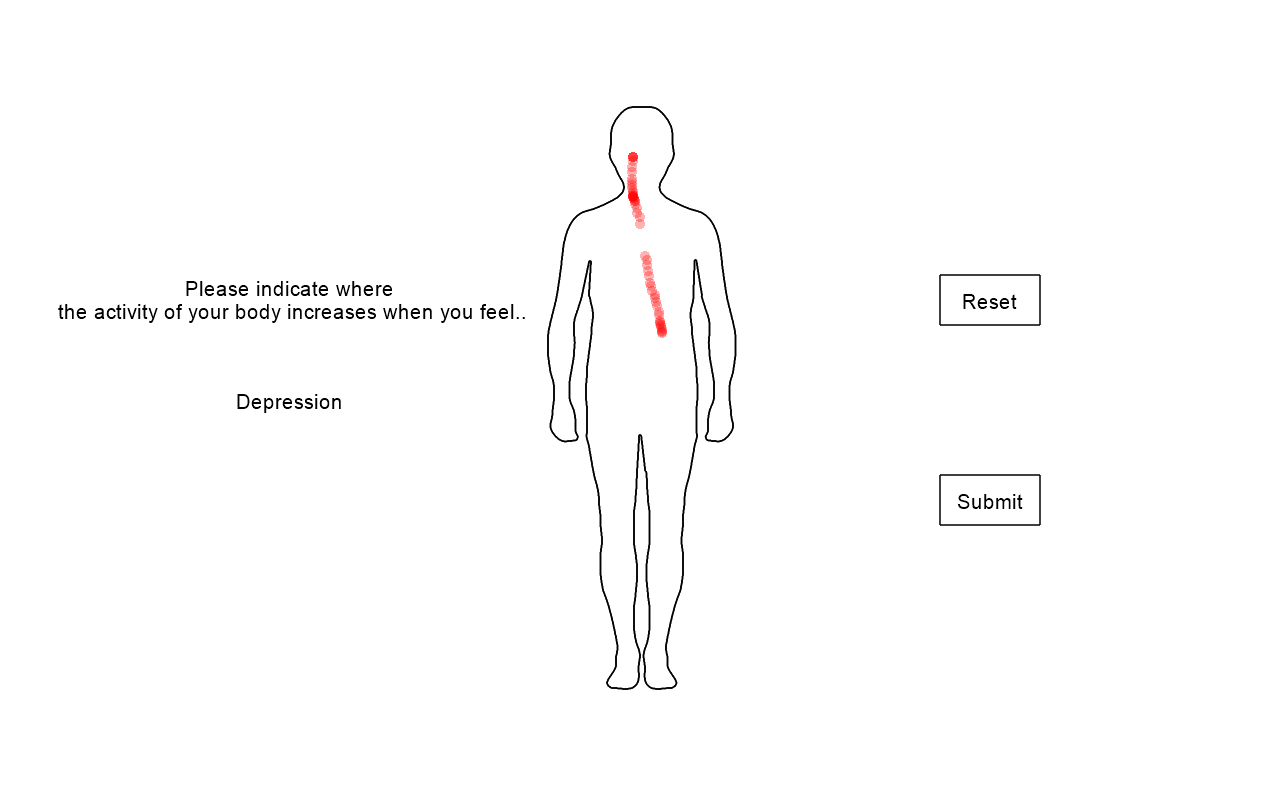 Please indicate where
the activity of your body increases when you feel..
Depression
Reset
Submit